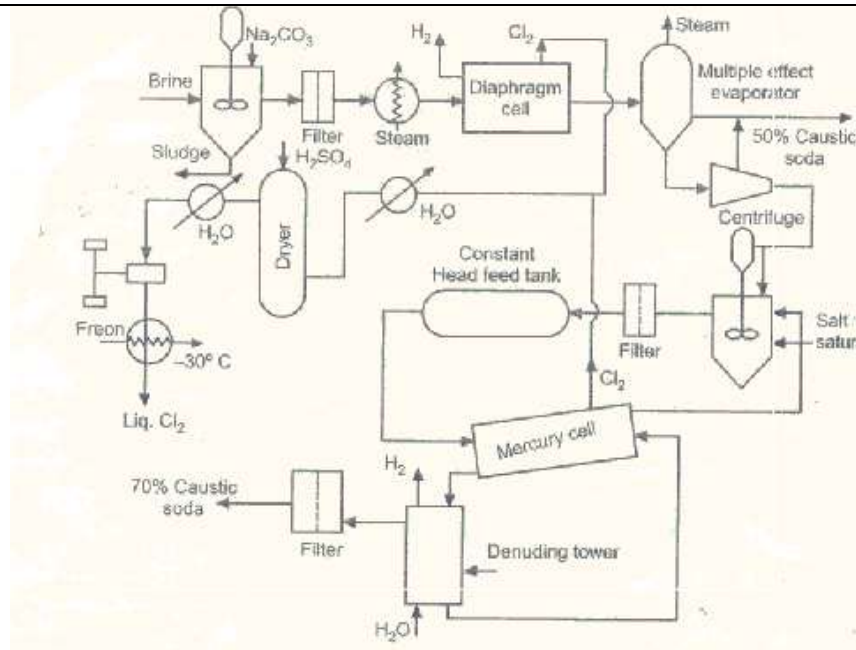 Steam
H2
Cl2
Na2CO3
Multiple effect
evaporator
Brine
Diaphragm
cell
Filter
Steam
50% Caustic
soda
Sludge
H2SO4
Centrifuge
H2O
H2O
Dryer
Constant
Head feed tank
Freon
–30° C
Filter
Salt
satur
Cl2
Liq. Cl2
Mercury cell
H2
70% Caustic
soda
Filter
Denuding tower
H2O